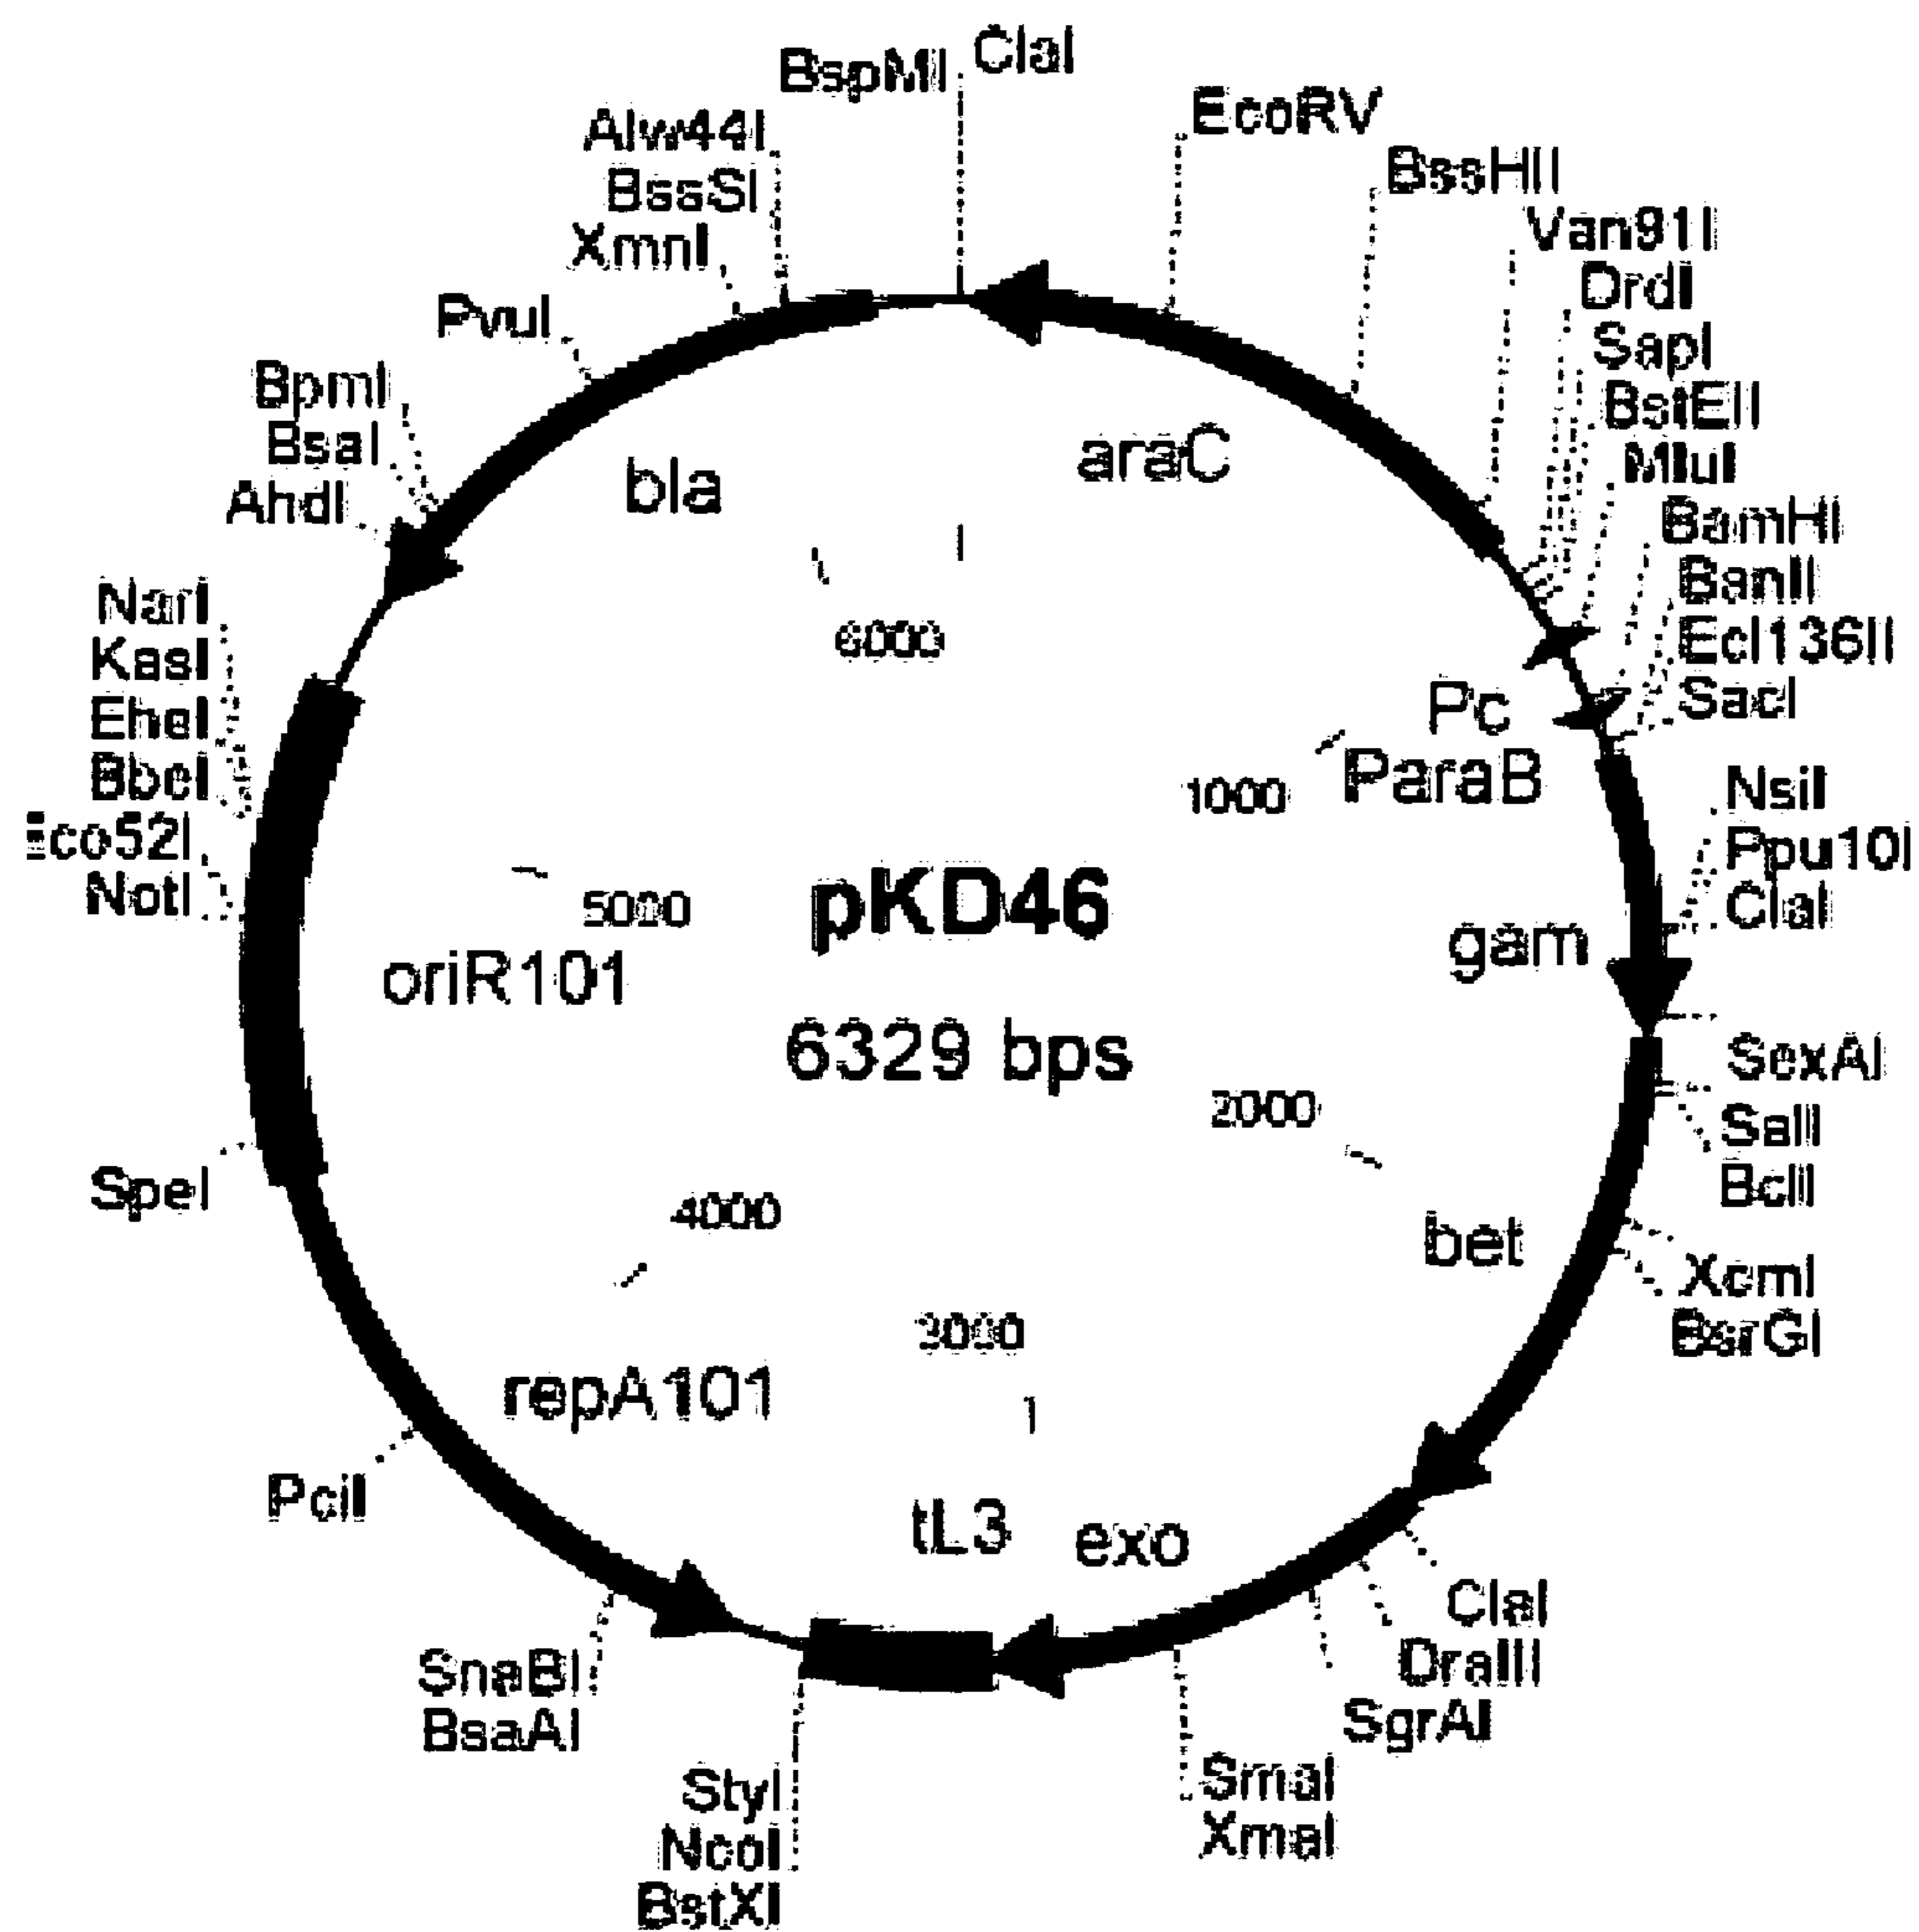 BspMI
ClaI
EcoRV
Alw44I
BssHII
BssSI
Van91I
XmnI
DrdI
PvuI
SapI
BpmI
BstEII
BsaI
MluI
araC
bla
AhdI
BamHI
BanII
NarI
Ecl136II
6000
KasI
SacI
Pc
EheI
ParaB
BbeI
1000
NsiI
Eco52I
Ppu10I
NotI
pKD46
5000
ClaI
gam
oriR101
6329 bps
SexAI
2000
SalI
BclI
SpeI
4000
bet
XcmI
3000
BsrGI
repA101
PciI
tL3
exo
ClaI
SnaBI
DraIII
BsaAI
SgrAI
StyI
SmaI
NcoI
XmaI
BstXI